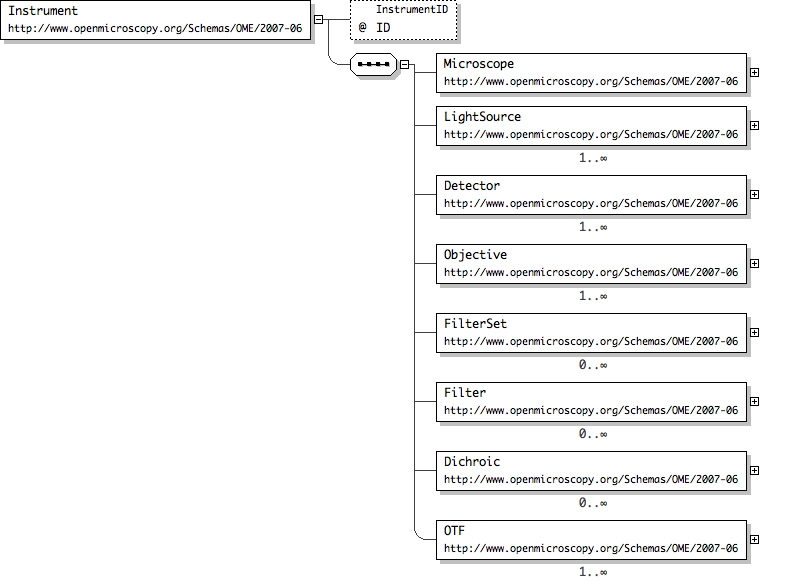 Instrument
http://www.openmicroscopy.org/Schemas/OME/2007-06
InstrumentID
@ ID
Microscope
http://www.openmicroscopy.org/Schemas/OME/2007-06
LightSource
http://www.openmicroscopy.org/Schemas/OME/2007-06
1..∞
Detector
http://www.openmicroscopy.org/Schemas/OME/2007-06
1..∞
Objective
http://www.openmicroscopy.org/Schemas/OME/2007-06
1..∞
FilterSet
http://www.openmicroscopy.org/Schemas/OME/2007-06
0..∞
Filter
http://www.openmicroscopy.org/Schemas/OME/2007-06
0..∞
Dichroic
http://www.openmicroscopy.org/Schemas/OME/2007-06
0..∞
OTF
http://www.openmicroscopy.org/Schemas/OME/2007-06
1..∞